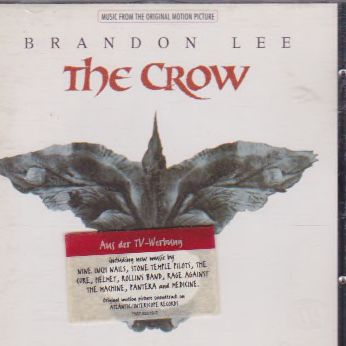 MUSIC FROM THE ORIGINAL MOTION PICTURE
BRANDON LEE
THE CROW
Aus der TV-Werbung
including new music by
NINE INCH NAILS, STONE TEMPLE PILOTS, THE
CURE, HELMET, ROLLINS BAND, RAGE AGAINST
THE MACHINE, PANTERA and MEDICINE.
Original motion picture soundtrack on
ATLANTIC/INTERSCOPE RECORDS